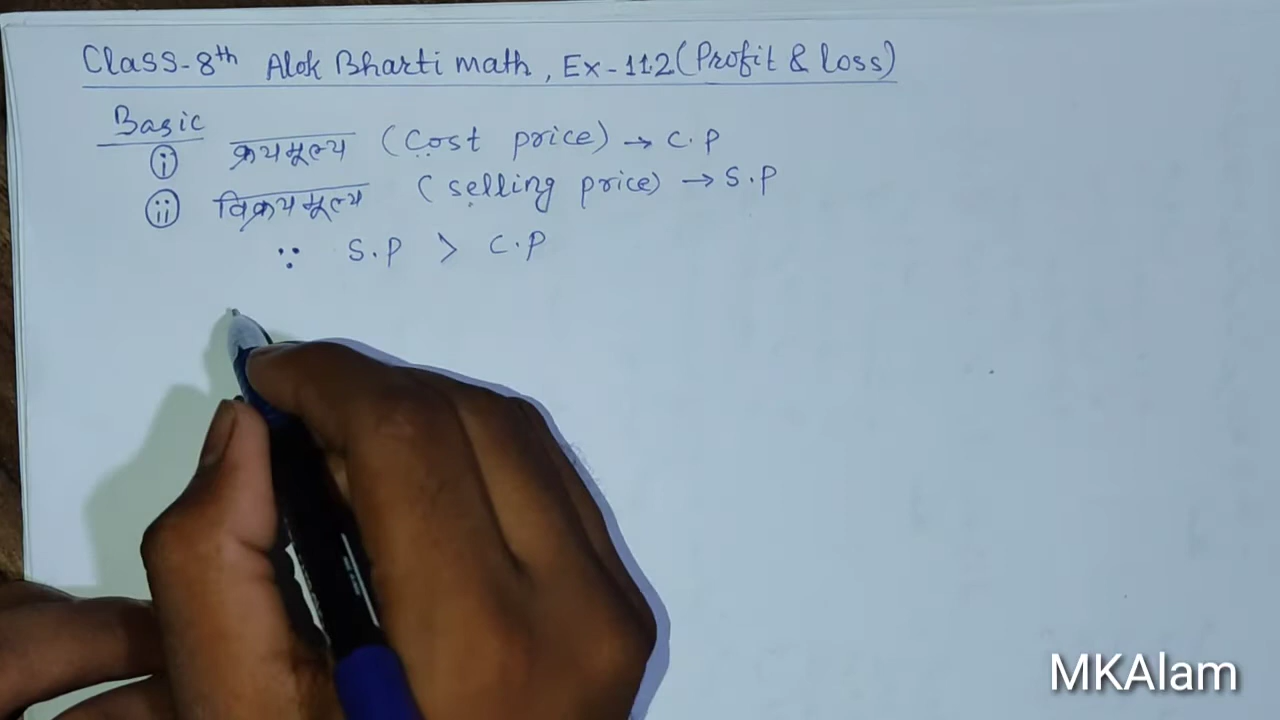 Class-8th Alok Bharti math, Ex-11.2 (Profit & loss)
Basic
(i) क्रयमूल्य (Cost price) → C.P
(ii) विक्रयमूल्य (selling price) → S.P
∵ S.P > C.P
MKAlam